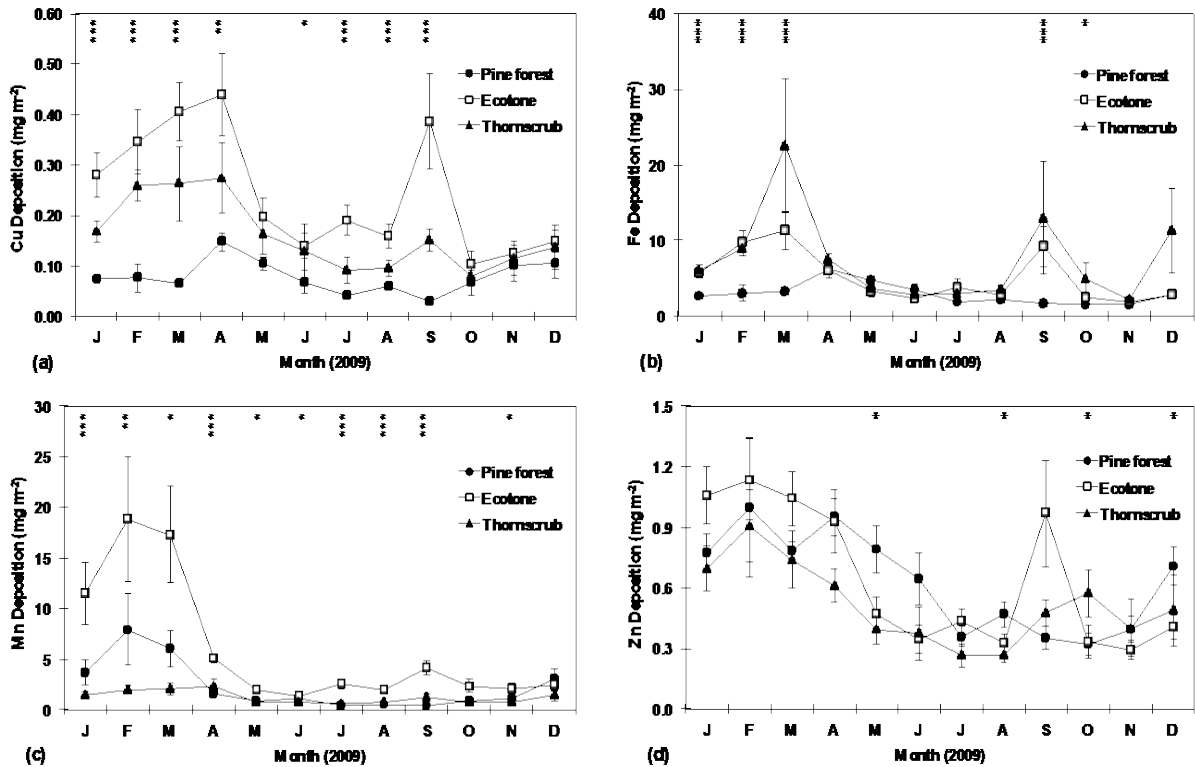 0.60
0.50
0.40
0.30
0.20
0.10
0.00
Cu Deposition (mg m⁻²)
*** *** *** ** * *** *** ***
Pine forest
Ecotone
Thornscrub
J F M A M J J A S O N D
(a) Month (2009)
40
30
20
10
0
Fe Deposition (mg m⁻²)
*** *** *** *** *
Pine forest
Ecotone
Thornscrub
J F M A M J J A S O N D
(b) Month (2009)
30
25
20
15
10
5
0
Mn Deposition (mg m⁻²)
*** ** * *** * * *** *** *** *
Pine forest
Ecotone
Thornscrub
J F M A M J J A S O N D
(c) Month (2009)
1.5
1.2
0.9
0.6
0.3
0.0
Zn Deposition (mg m⁻²)
* * * *
Pine forest
Ecotone
Thornscrub
J F M A M J J A S O N D
(d) Month (2009)